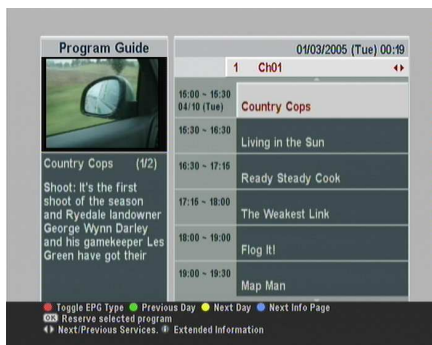 Program Guide
01/03/2005 (Tue) 00:19
1 Ch01
Country Cops (1/2)
Shoot: It's the first
shoot of the season
and Ryedale landowner
George Wynn Darley
and his gamekeeper Les
Green have got their
15:00 ~ 15:30
04/10 (Tue)
Country Cops
15:30 ~ 16:30
Living in the Sun
16:30 ~ 17:15
Ready Steady Cook
17:15 ~ 18:00
The Weakest Link
18:00 ~ 19:00
Flog It!
19:00 ~ 19:30
Map Man
Toggle EPG Type Previous Day Next Day Next Info Page
OK Reserve selected program
Next/Previous Services. Extended Information